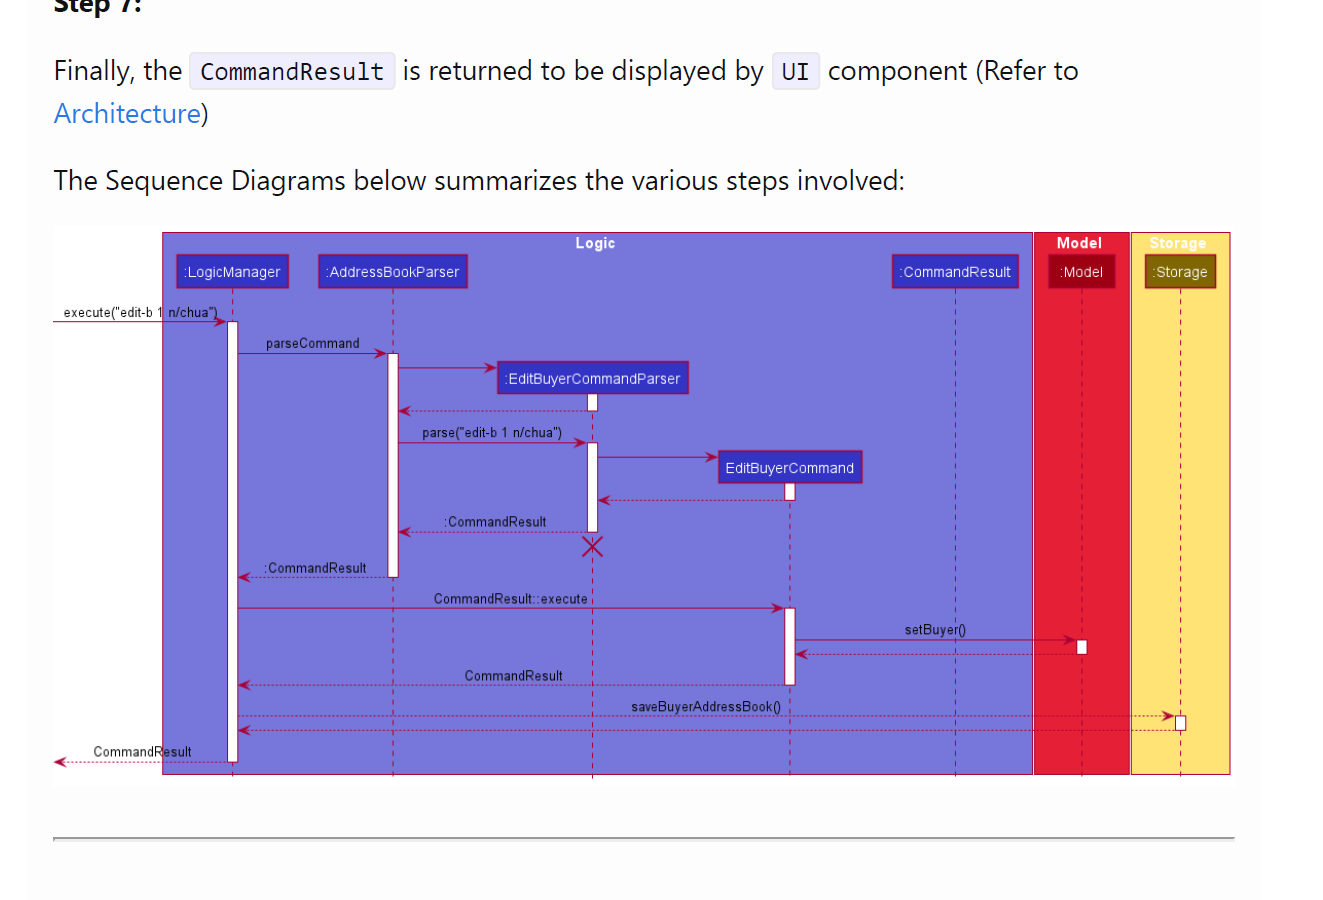 Step 7:
Finally, the CommandResult is returned to be displayed by UI component (Refer to
Architecture)
The Sequence Diagrams below summarizes the various steps involved:
Logic
Model
Storage
:LogicManager
:AddressBookParser
:CommandResult
:Model
:Storage
execute("edit-b 1 n/chua")
parseCommand
:EditBuyerCommandParser
parse("edit-b 1 n/chua")
EditBuyerCommand
:CommandResult
:CommandResult
CommandResult::execute
setBuyer()
CommandResult
saveBuyerAddressBook()
CommandResult